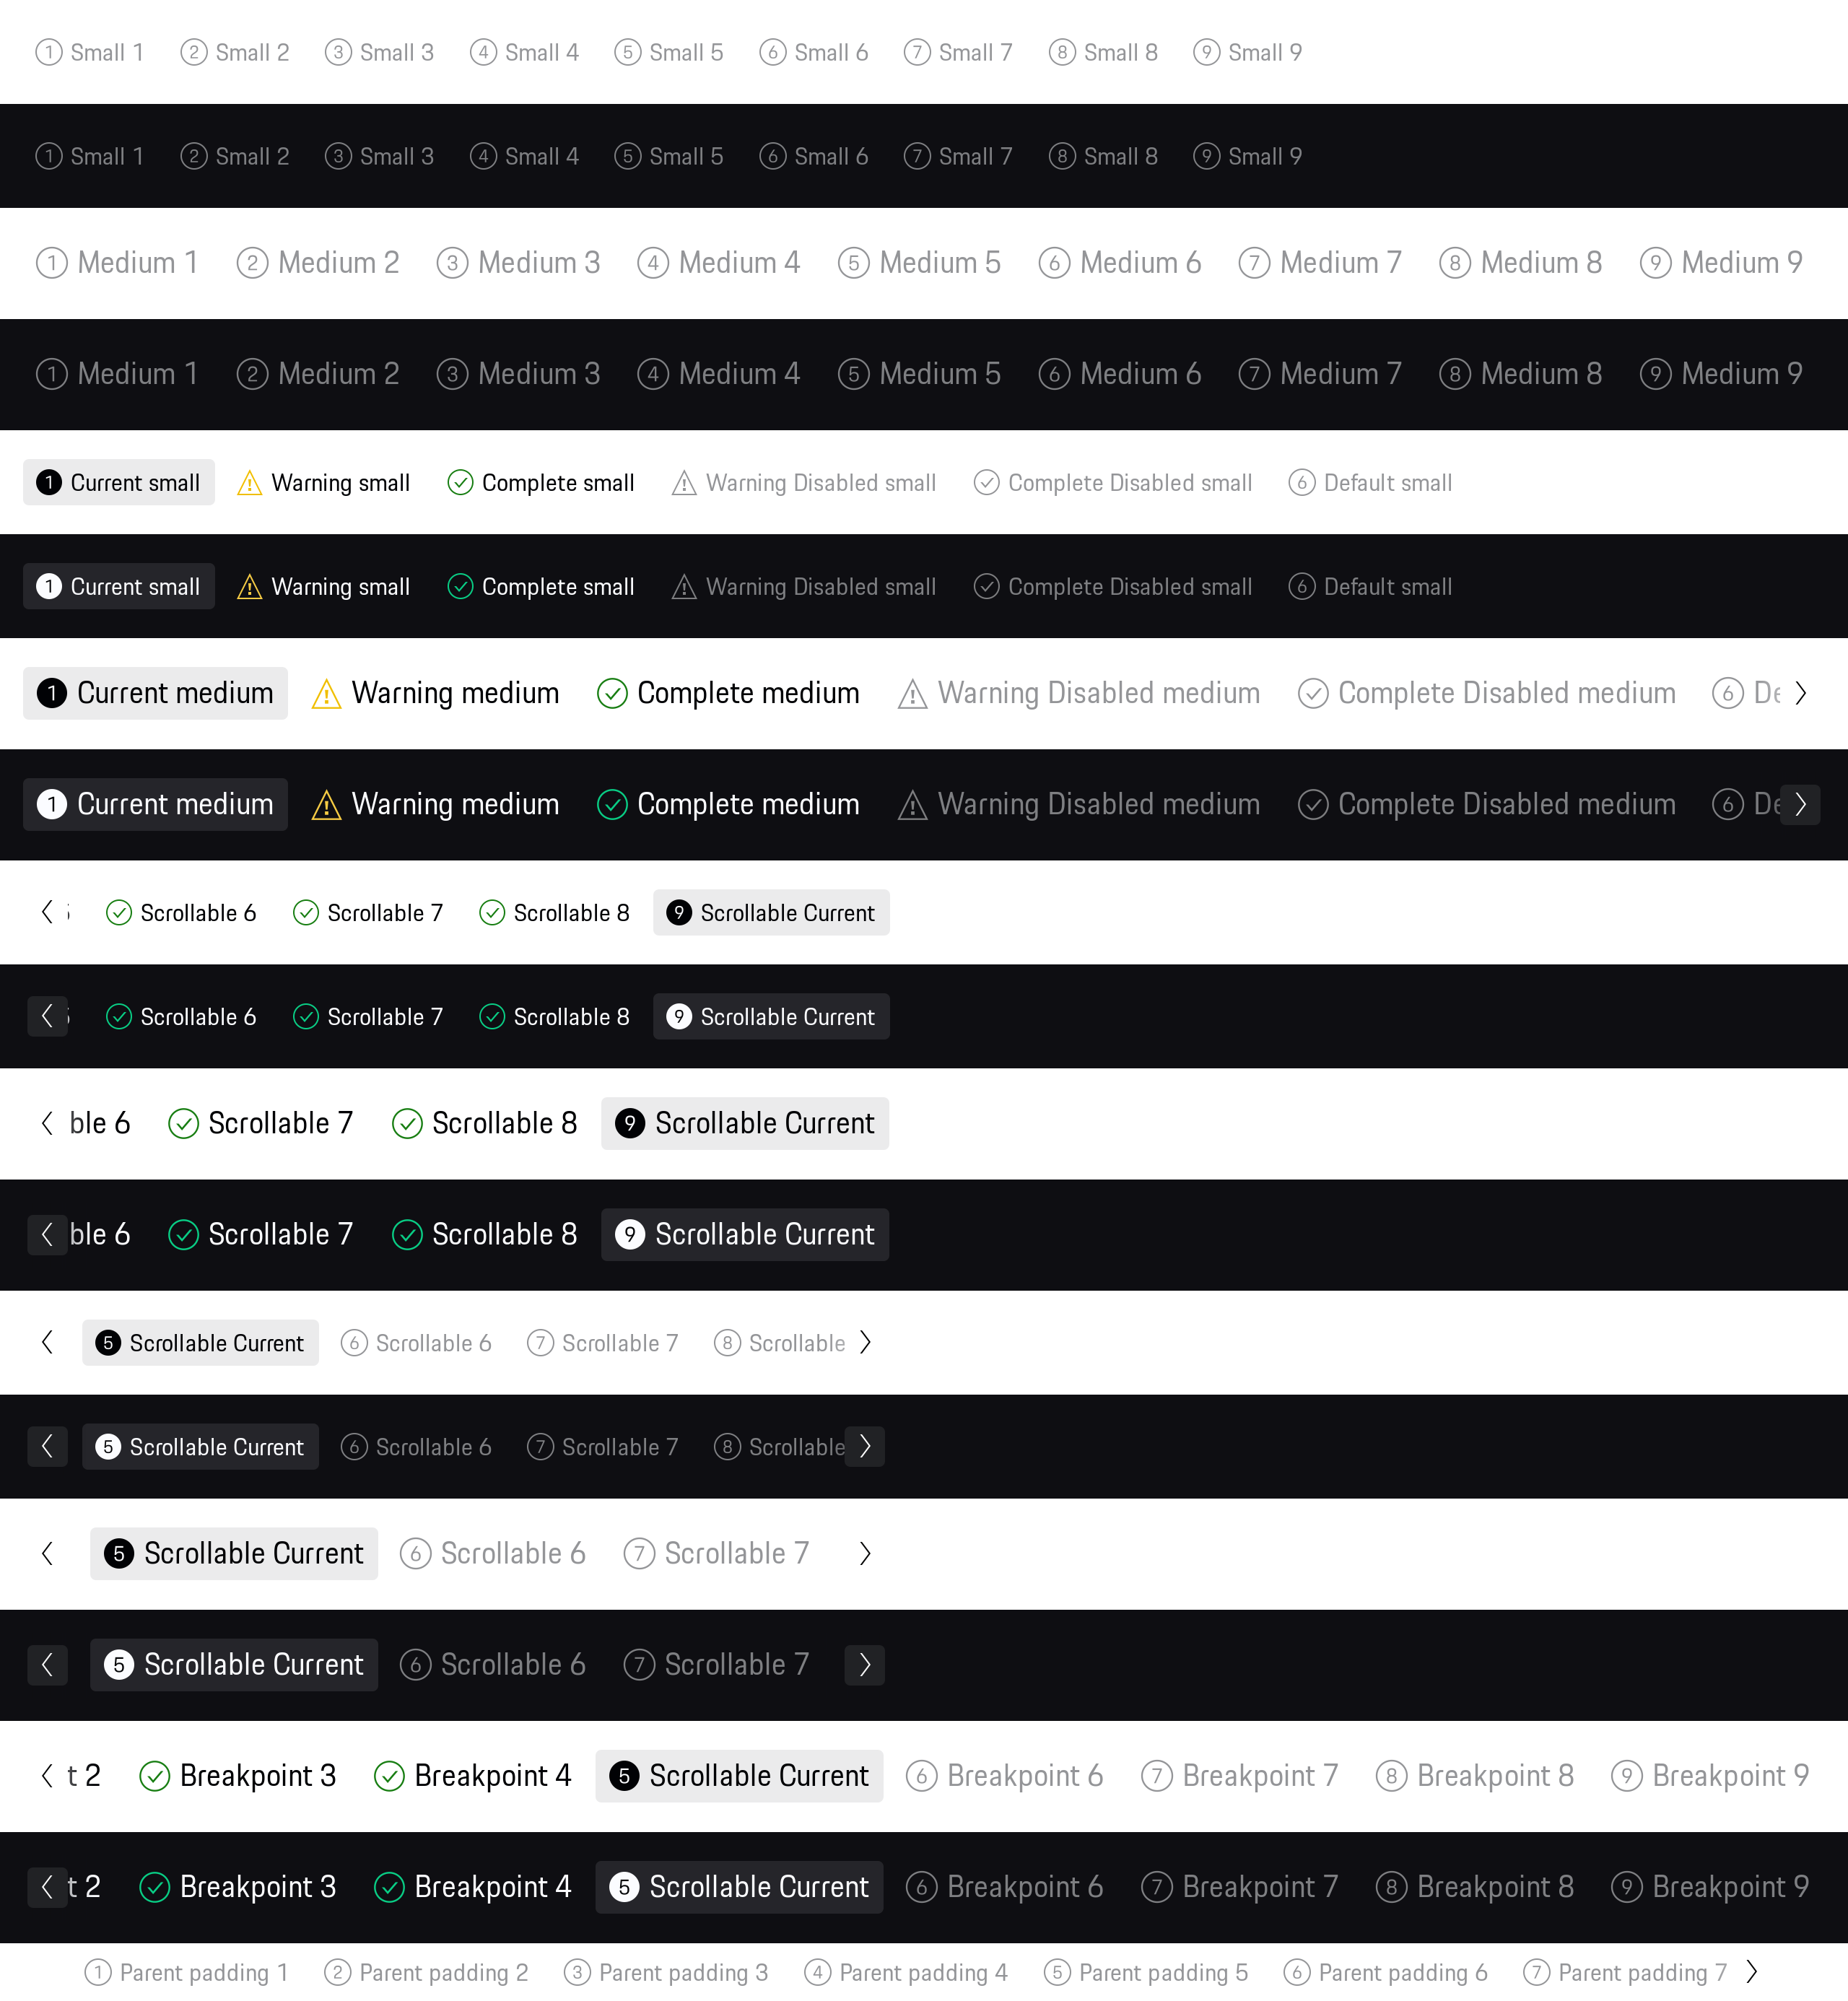 1 Small 1 2 Small 2 3 Small 3 4 Small 4 5 Small 5 6 Small 6 7 Small 7 8 Small 8 9 Small 9
1 Small 1 2 Small 2 3 Small 3 4 Small 4 5 Small 5 6 Small 6 7 Small 7 8 Small 8 9 Small 9
1 Medium 1 2 Medium 2 3 Medium 3 4 Medium 4 5 Medium 5 6 Medium 6 7 Medium 7 8 Medium 8 9 Medium 9
1 Medium 1 2 Medium 2 3 Medium 3 4 Medium 4 5 Medium 5 6 Medium 6 7 Medium 7 8 Medium 8 9 Medium 9
1 Current small Warning small Complete small Warning Disabled small Complete Disabled small 6 Default small
1 Current small Warning small Complete small Warning Disabled small Complete Disabled small 6 Default small
1 Current medium Warning medium Complete medium Warning Disabled medium Complete Disabled medium 6 De
1 Current medium Warning medium Complete medium Warning Disabled medium Complete Disabled medium 6 De
Scrollable 6 Scrollable 7 Scrollable 8 9 Scrollable Current
Scrollable 6 Scrollable 7 Scrollable 8 9 Scrollable Current
ble 6 Scrollable 7 Scrollable 8 9 Scrollable Current
ble 6 Scrollable 7 Scrollable 8 9 Scrollable Current
5 Scrollable Current 6 Scrollable 6 7 Scrollable 7 8 Scrollable
5 Scrollable Current 6 Scrollable 6 7 Scrollable 7 8 Scrollable
5 Scrollable Current 6 Scrollable 6 7 Scrollable 7
5 Scrollable Current 6 Scrollable 6 7 Scrollable 7
t 2 Breakpoint 3 Breakpoint 4 5 Scrollable Current 6 Breakpoint 6 7 Breakpoint 7 8 Breakpoint 8 9 Breakpoint 9
t 2 Breakpoint 3 Breakpoint 4 5 Scrollable Current 6 Breakpoint 6 7 Breakpoint 7 8 Breakpoint 8 9 Breakpoint 9
1 Parent padding 1 2 Parent padding 2 3 Parent padding 3 4 Parent padding 4 5 Parent padding 5 6 Parent padding 6 7 Parent padding 7